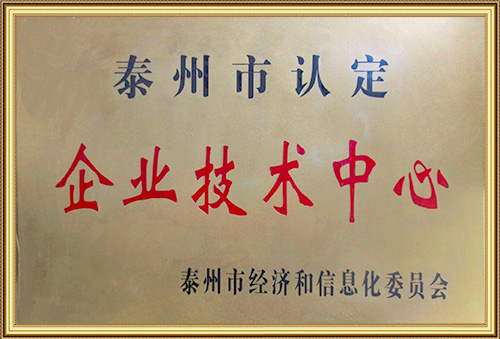 泰州市认定
企业技术中心
泰州市经济和信息化委员会